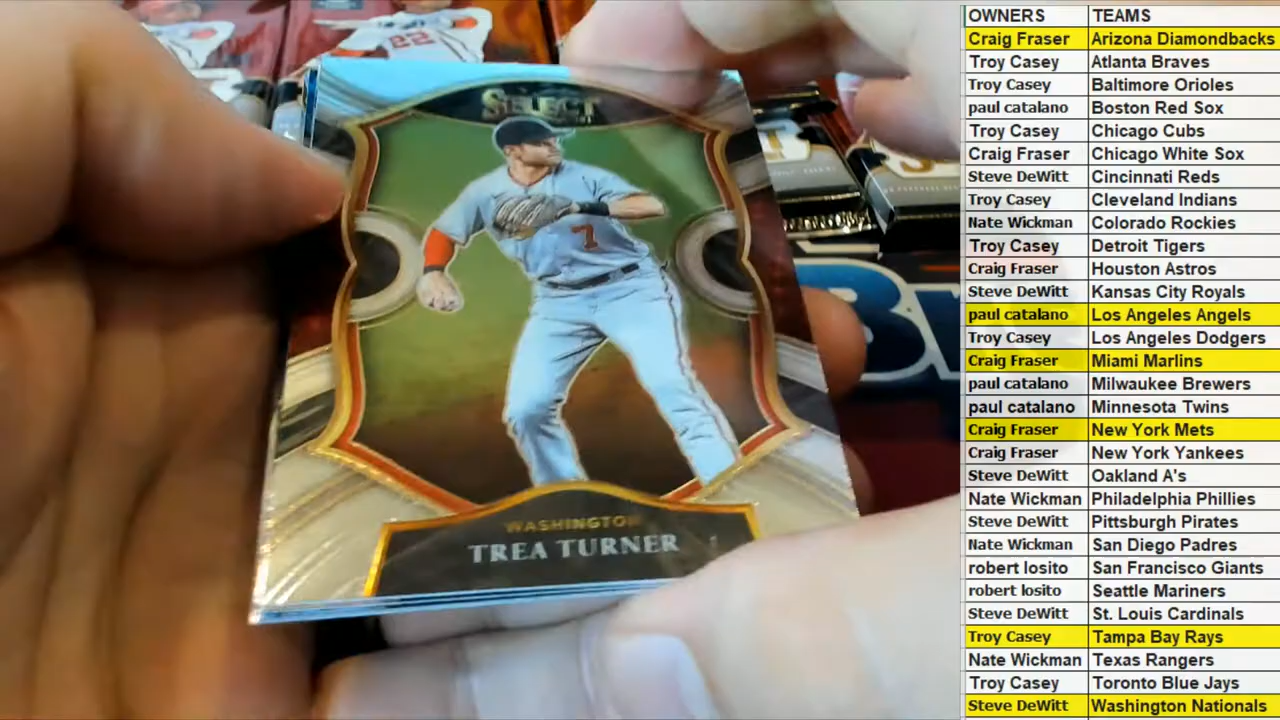 SELECT
22
7
WASHINGTON
TREA TURNER
OWNERS TEAMS
Craig Fraser Arizona Diamondbacks
Troy Casey Atlanta Braves
Troy Casey Baltimore Orioles
paul catalano Boston Red Sox
Troy Casey Chicago Cubs
Craig Fraser Chicago White Sox
Steve DeWitt Cincinnati Reds
Troy Casey Cleveland Indians
Nate Wickman Colorado Rockies
Troy Casey Detroit Tigers
Craig Fraser Houston Astros
Steve DeWitt Kansas City Royals
paul catalano Los Angeles Angels
Troy Casey Los Angeles Dodgers
Craig Fraser Miami Marlins
paul catalano Milwaukee Brewers
paul catalano Minnesota Twins
Craig Fraser New York Mets
Craig Fraser New York Yankees
Steve DeWitt Oakland A's
Nate Wickman Philadelphia Phillies
Steve DeWitt Pittsburgh Pirates
Nate Wickman San Diego Padres
robert losito San Francisco Giants
robert losito Seattle Mariners
Steve DeWitt St. Louis Cardinals
Troy Casey Tampa Bay Rays
Nate Wickman Texas Rangers
Troy Casey Toronto Blue Jays
Steve DeWitt Washington Nationals